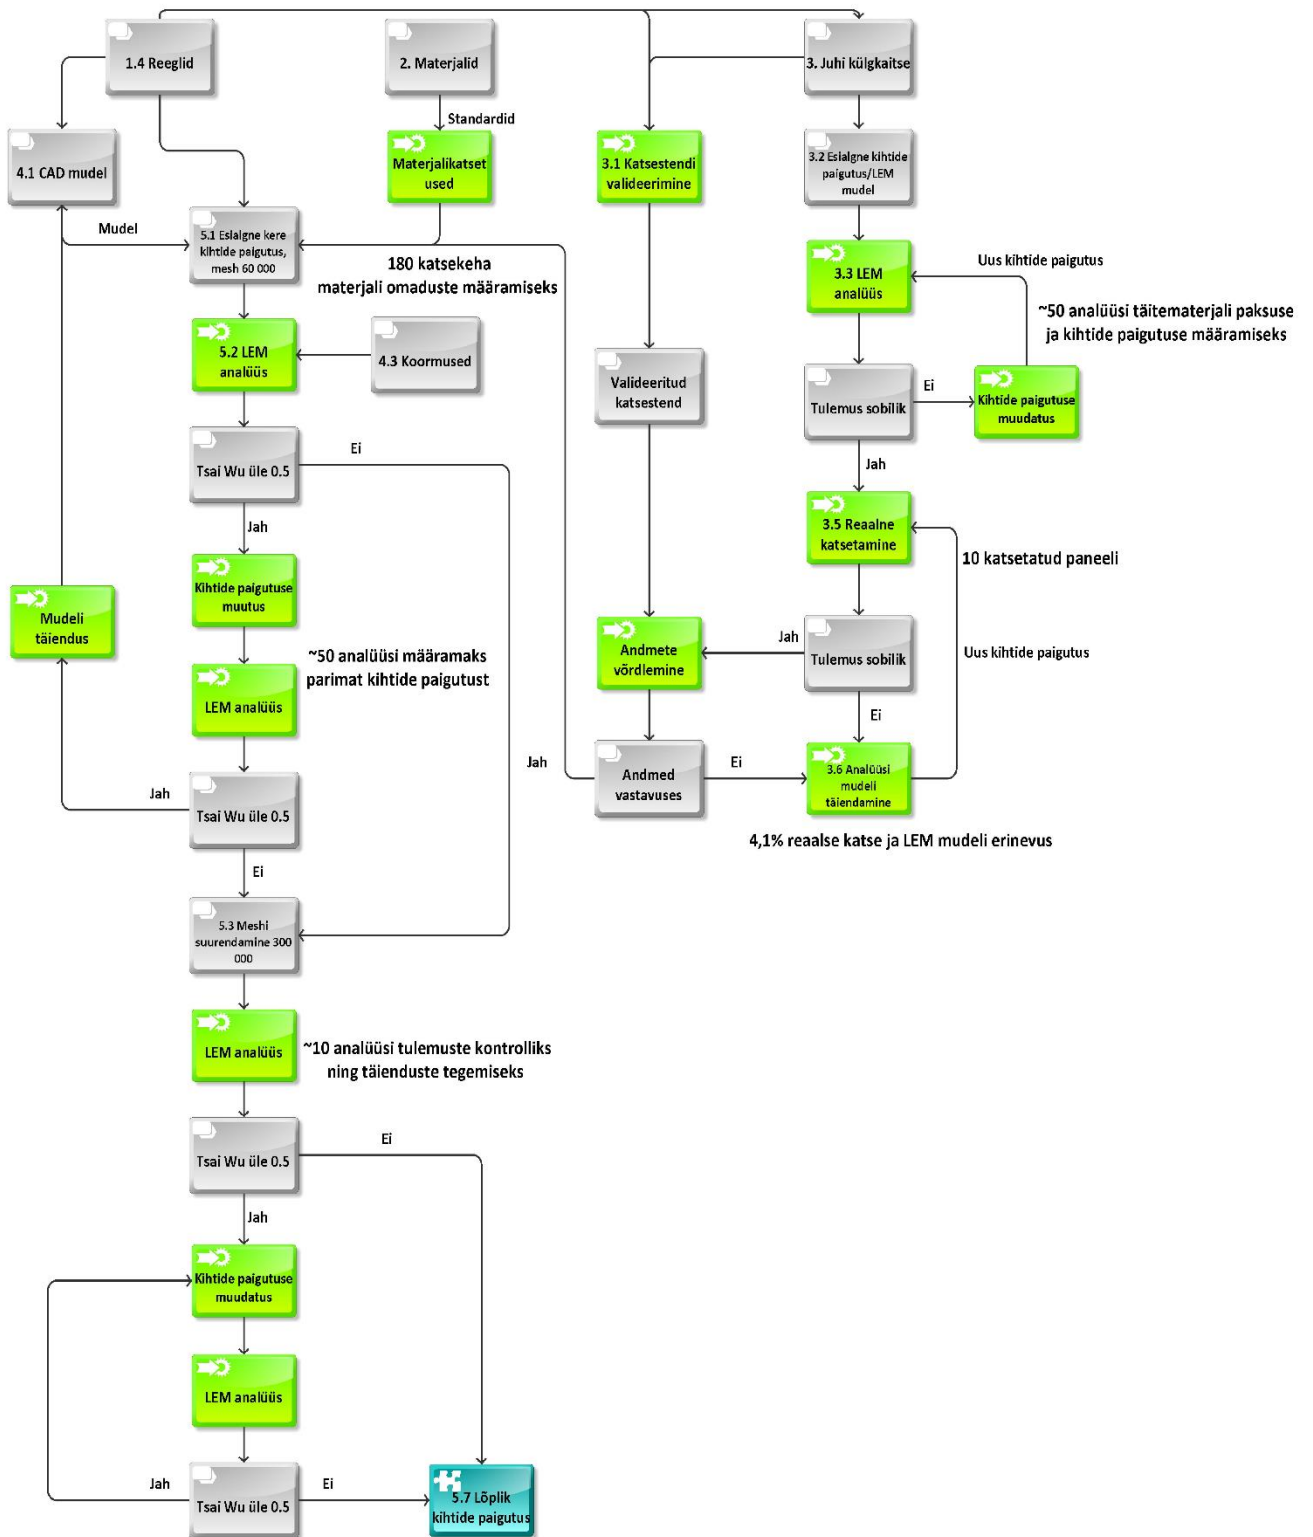 1.4 Reeglid
2. Materjalid
3. Juhi külgkaitse
Standardid
4.1 CAD mudel
Materjalikatset
used
3.1 Katsestendi
valideerimine
3.2 Esialgne kihtide
paigutus/LEM
mudel
Mudel
5.1 Esialgne kere
kihtide paigutus,
mesh 60 000
180 katsekeha
materjali omaduste määramiseks
3.3 LEM
analüüs
Uus kihtide paigutus
~50 analüüsi täitematerjali paksuse
ja kihtide paigutuse määramiseks
5.2 LEM
analüüs
4.3 Koormused
Valideeritud
katsestend
Tulemus sobilik
Ei
Kihtide paigutuse
muudatus
Tsai Wu üle 0.5
Ei
Jah
Jah
3.5 Reaalne
katsetamine
10 katsetatud paneeli
Kihtide paigutuse
muutus
Mudeli
täiendus
~50 analüüsi määramaks
parimat kihtide paigutust
LEM analüüs
Andmete
võrdlemine
Jah
Tulemus sobilik
Uus kihtide paigutus
Ei
Jah
Tsai Wu üle 0.5
Jah
Andmed
vastavuses
Ei
3.6 Analüüsi
mudeli
täiendamine
4,1% reaalse katse ja LEM mudeli erinevus
Ei
5.3 Meshi
suurendamine 300
000
LEM analüüs
~10 analüüsi tulemuste kontrolliks
ning täienduste tegemiseks
Tsai Wu üle 0.5
Ei
Jah
Kihtide paigutuse
muudatus
LEM analüüs
Jah
Tsai Wu üle 0.5
Ei
5.7 Lõplik
kihtide paigutus